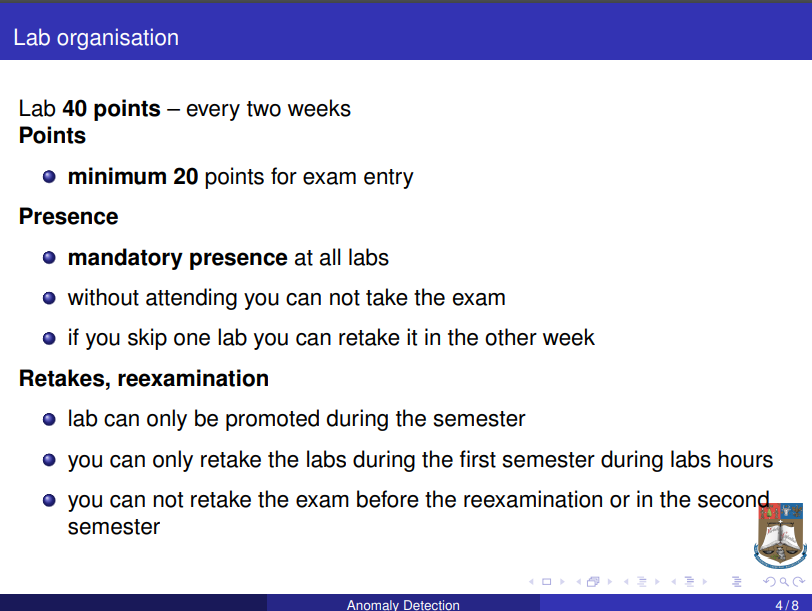 Lab organisation
Lab 40 points – every two weeks
Points
minimum 20 points for exam entry
Presence
mandatory presence at all labs
without attending you can not take the exam
if you skip one lab you can retake it in the other week
Retakes, reexamination
lab can only be promoted during the semester
you can only retake the labs during the first semester during labs hours
you can not retake the exam before the reexamination or in the second
semester
Anomaly Detection
4 / 8